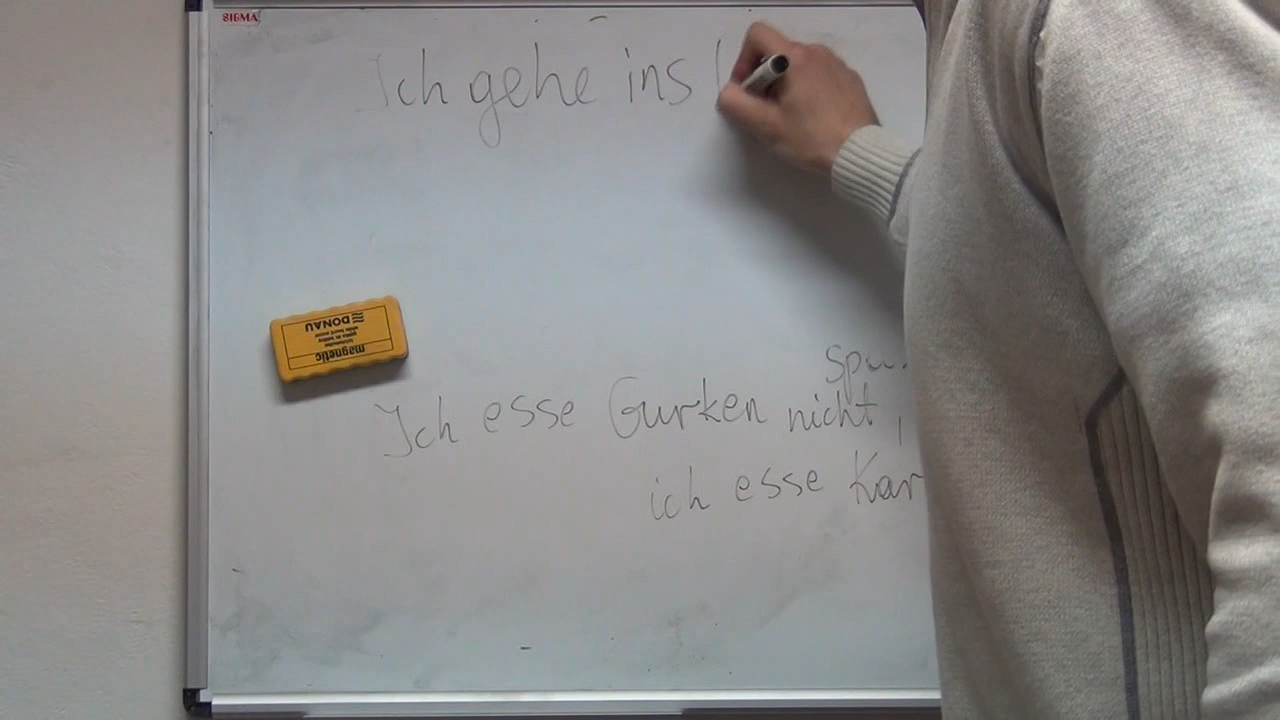 SIGMA
Ich gehe ins
DONAU
magnetic
Ich esse Gurken nicht,
ich esse